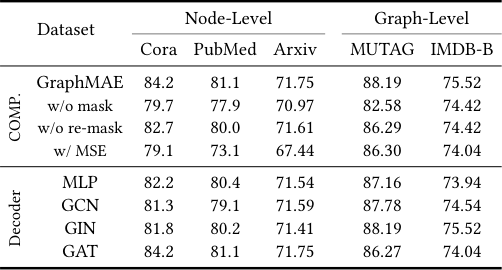 Dataset Node-Level Graph-Level
Cora PubMed Arxiv MUTAG IMDB-B
COMP.
GraphMAE 84.2 81.1 71.75 88.19 75.52
w/o mask 79.7 77.9 70.97 82.58 74.42
w/o re-mask 82.7 80.0 71.61 86.29 74.42
w/ MSE 79.1 73.1 67.44 86.30 74.04
Decoder
MLP 82.2 80.4 71.54 87.16 73.94
GCN 81.3 79.1 71.59 87.78 74.54
GIN 81.8 80.2 71.41 88.19 75.52
GAT 84.2 81.1 71.75 86.27 74.04